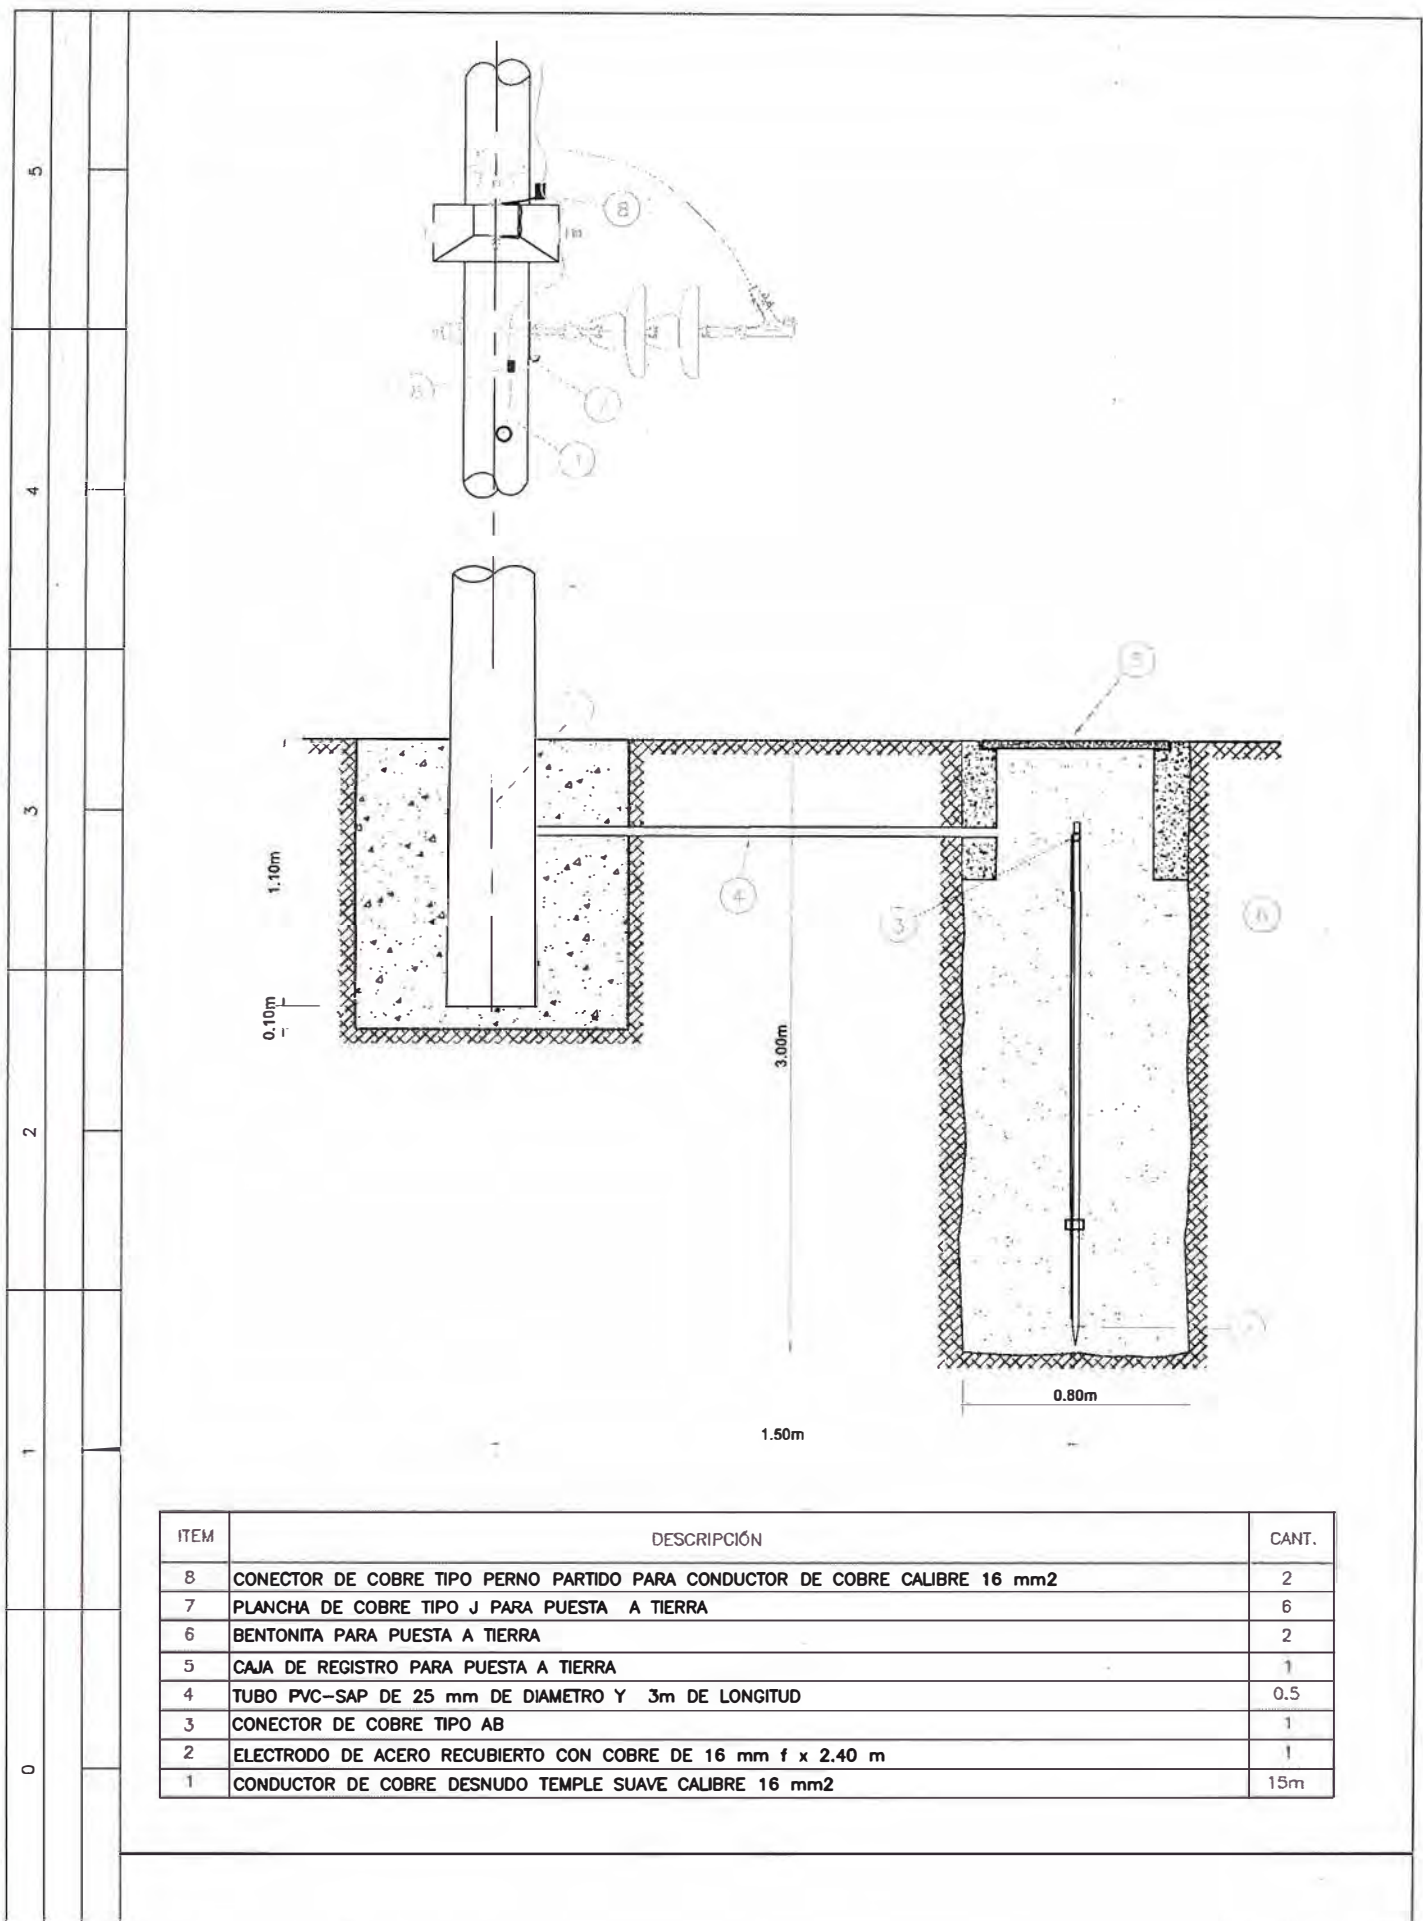 5
4
3
2
1
0
8
7
1
5
4
3
6
1.10m
0.10m
3.00m
0.80m
1.50m
ITEM DESCRIPCIÓN CANT.
8 CONECTOR DE COBRE TIPO PERNO PARTIDO PARA CONDUCTOR DE COBRE CALIBRE 16 mm2 2
7 PLANCHA DE COBRE TIPO J PARA PUESTA A TIERRA 6
6 BENTONITA PARA PUESTA A TIERRA 2
5 CAJA DE REGISTRO PARA PUESTA A TIERRA 1
4 TUBO PVC-SAP DE 25 mm DE DIAMETRO Y 3m DE LONGITUD 0.5
3 CONECTOR DE COBRE TIPO AB 1
2 ELECTRODO DE ACERO RECUBIERTO CON COBRE DE 16 mm f x 2.40 m 1
1 CONDUCTOR DE COBRE DESNUDO TEMPLE SUAVE CALIBRE 16 mm2 15m